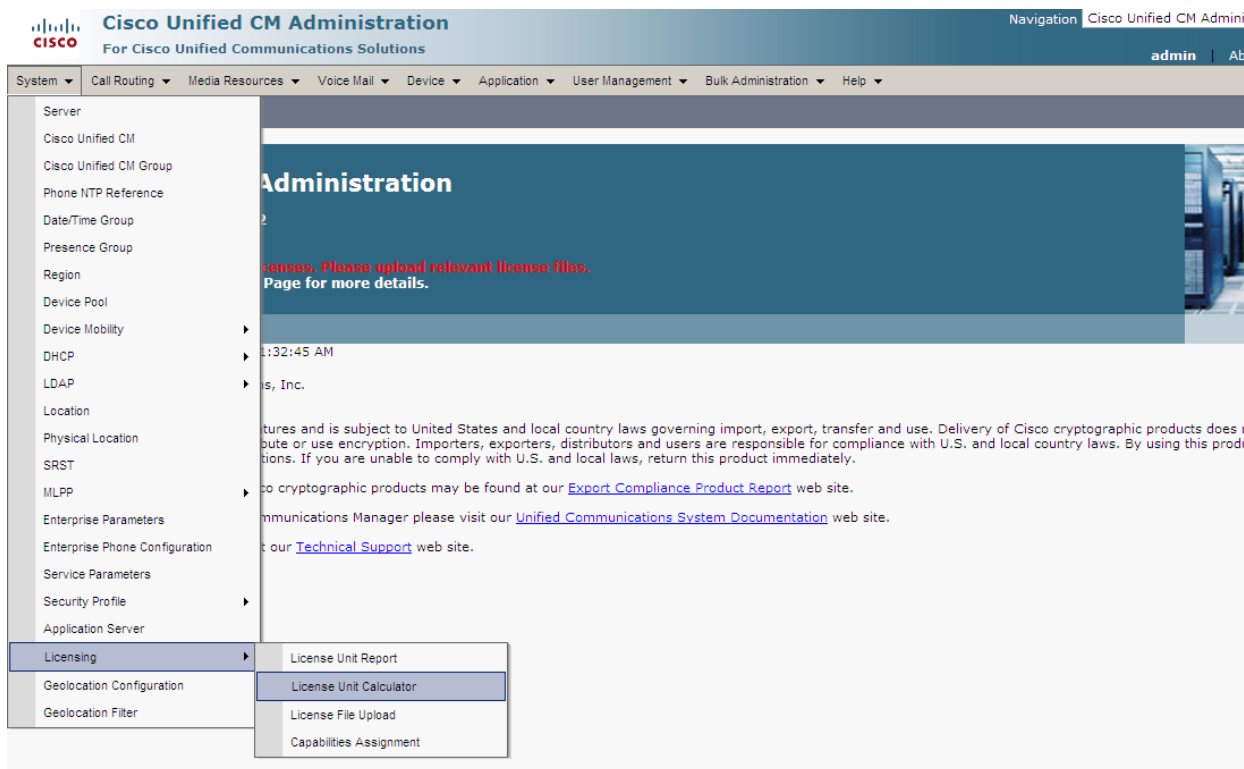 Cisco Unified CM Administration
Navigation Cisco Unified CM Admini
CISCO
For Cisco Unified Communications Solutions
admin | Ab
System Call Routing Media Resources Voice Mail Device Application User Management Bulk Administration Help
Server
Cisco Unified CM
Cisco Unified CM Group
Phone NTP Reference
Date/Time Group
Presence Group
Region
Device Pool
Device Mobility
DHCP
LDAP
Location
Physical Location
SRST
MLPP
Enterprise Parameters
Enterprise Phone Configuration
Service Parameters
Security Profile
Application Server
Licensing
Geolocation Configuration
Geolocation Filter
License Unit Report
License Unit Calculator
License File Upload
Capabilities Assignment
Administration
2
censes. Please upload relevant license files.
Page for more details.
1:32:45 AM
ns, Inc.
tures and is subject to United States and local country laws governing import, export, transfer and use. Delivery of Cisco cryptographic products does
bute or use encryption. Importers, exporters, distributors and users are responsible for compliance with U.S. and local country laws. By using this produ
tions. If you are unable to comply with U.S. and local laws, return this product immediately.
co cryptographic products may be found at our Export Compliance Product Report web site.
mmunications Manager please visit our Unified Communications System Documentation web site.
t our Technical Support web site.